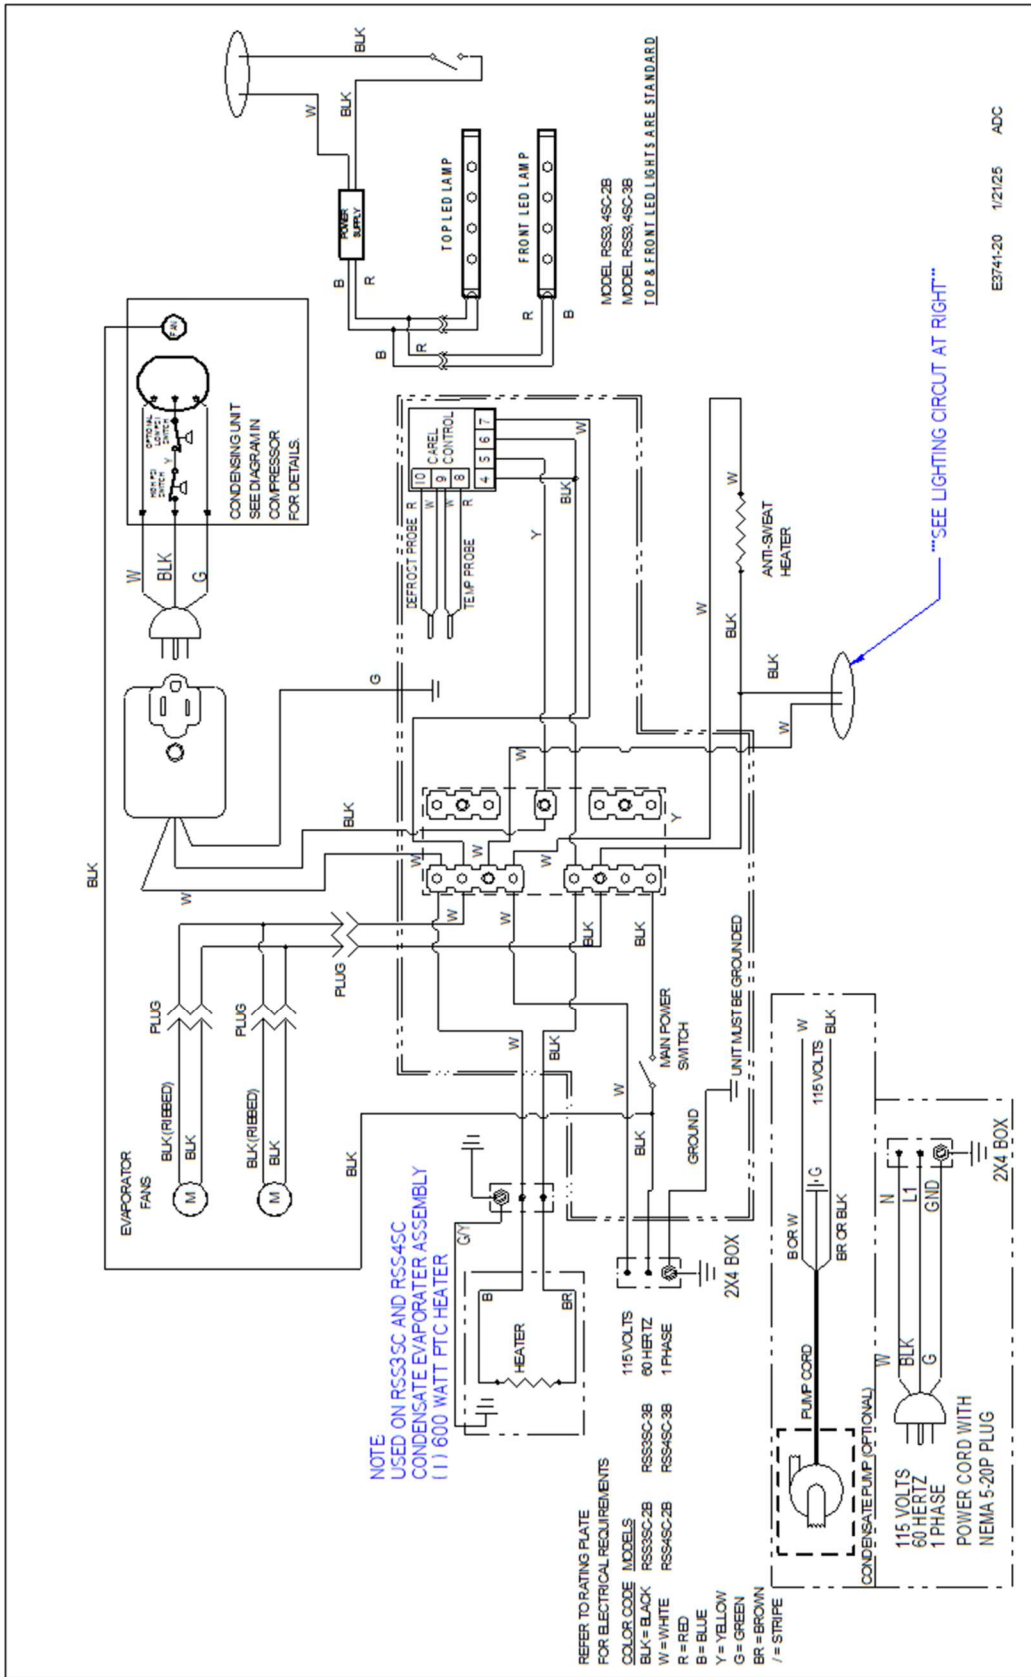 EVAPORATOR
FANS
BLK(RIBBED)
BLK
BLK(RIBBED)
BLK
PLUG
PLUG
PLUG
BLK
BLK
W
BLK
G
W
BLK
G
HIGH PSI
SWITCH
Y
OPTIONAL
LOW PSI
SWITCH
FAN
M
M
CONDENSING UNIT
SEE DIAGRAM IN
COMPRESSOR
FOR DETAILS.
W
BLK
BLK
POWER
SUPPLY
B
R
B
R
TOP LED LAMP
FRONT LED LAMP
R
B
MODEL RSS3, 4SC-2B
MODEL RSS3, 4SC-3B
TOP & FRONT LED LIGHTS ARE STANDARD
DEFROST PROBE R
W
W
TEMP PROBE R
10
9
8
CAREL
CONTROL
4
5
6
7
W
Y
BLK
W
W
W
W
W
BLK
BLK
Y
W
BLK
W
ANTI-SWEAT
HEATER
W
BLK
***SEE LIGHTING CIRCUT AT RIGHT***
NOTE:
USED ON RSS3SC AND RSS4SC
CONDENSATE EVAPORATER ASSEMBLY
(1) 600 WATT PTC HEATER
G/Y
B
BR
HEATER
W
BLK
W
BLK
BLK
MAIN POWER
SWITCH
GROUND
UNIT MUST BE GROUNDED
2X4 BOX
115 VOLTS
60 HERTZ
1 PHASE
REFER TO RATING PLATE
FOR ELECTRICAL REQUIREMENTS
COLOR CODE MODELS
BLK = BLACK RSS3SC-2B RSS3SC-3B
W = WHITE RSS4SC-2B RSS4SC-3B
R = RED
B = BLUE
Y = YELLOW
G = GREEN
BR = BROWN
/ = STRIPE
PUMP CORD
B OR W
G
BR OR BLK
W
115 VOLTS
BLK
CONDENSATE PUMP (OPTIONAL)
115 VOLTS
60 HERTZ
1 PHASE
POWER CORD WITH
NEMA 5-20P PLUG
W
BLK
G
N
L1
GND
2X4 BOX
E3741-20 1/21/25 ADC